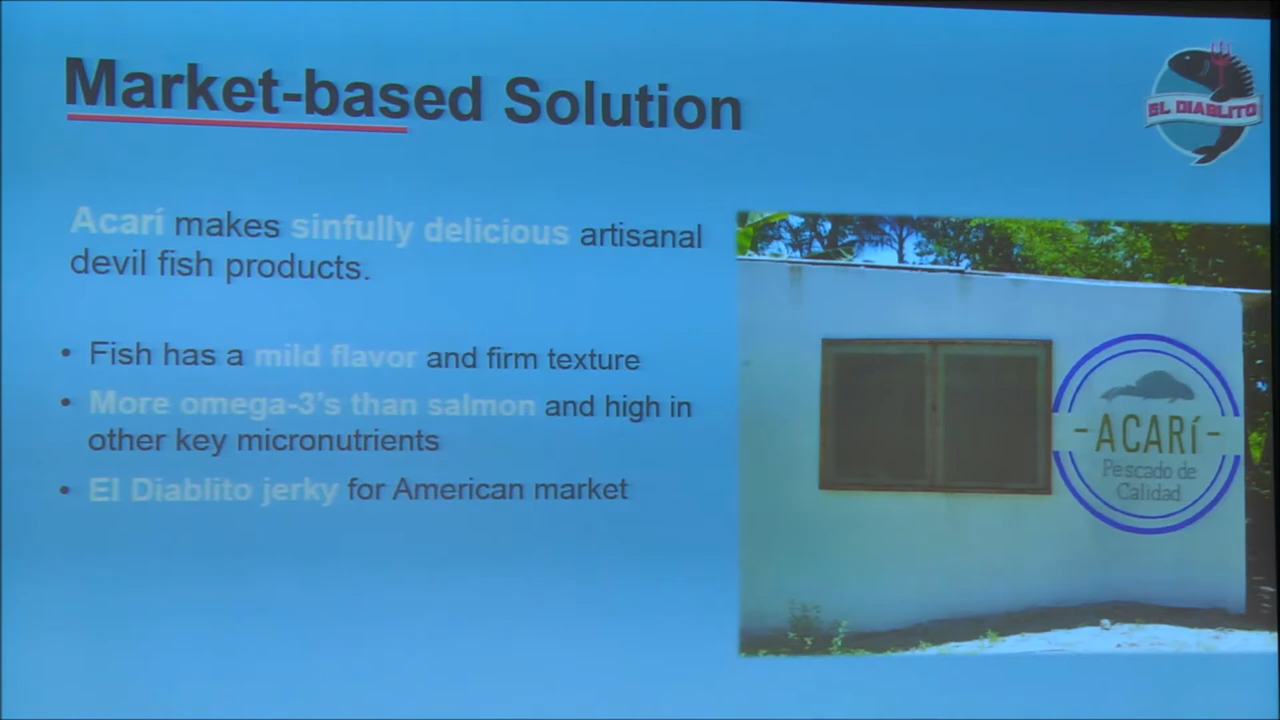 Market-based Solution
EL DIABLITO
Acarí makes sinfully delicious artisanal
devil fish products.
• Fish has a mild flavor and firm texture
• More omega-3's than salmon and high in
other key micronutrients
• El Diablito jerky for American market
-ACARÍ-
Pescado de
Calidad